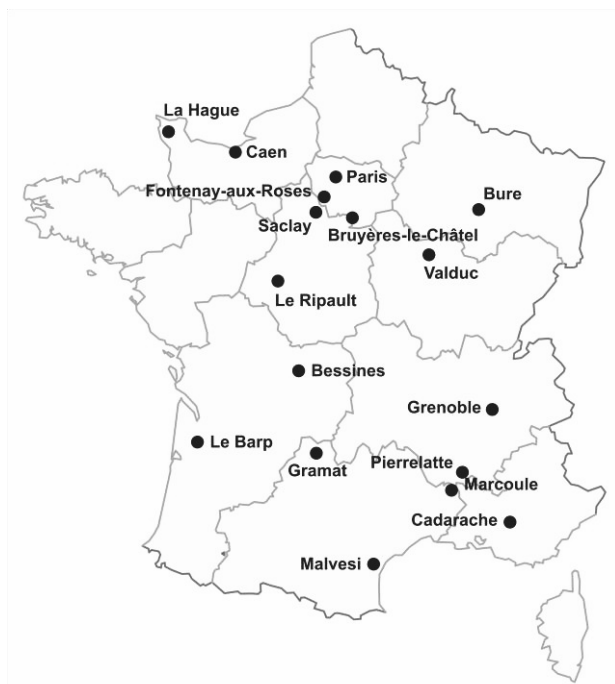 La Hague
Caen
Paris
Fontenay-aux-Roses
Bure
Saclay
Bruyères-le-Châtel
Valduc
Le Ripault
Bessines
Grenoble
Le Barp
Gramat
Pierrelatte
Marcoule
Cadarache
Malvesi